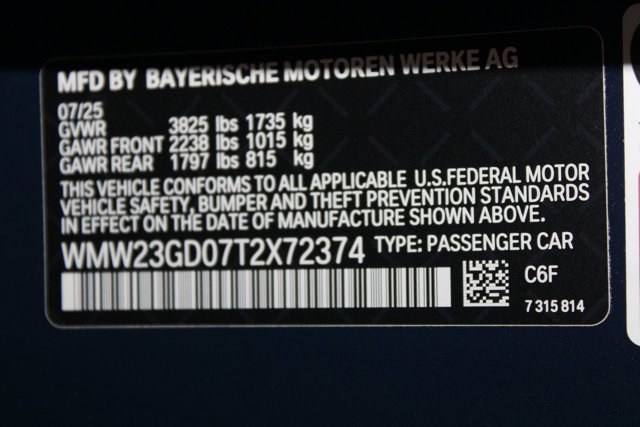 MFD BY BAYERISCHE MOTOREN WERKE AG
07/25
GVWR 3825 lbs 1735 kg
GAWR FRONT 2238 lbs 1015 kg
GAWR REAR 1797 lbs 815 kg
THIS VEHICLE CONFORMS TO ALL APPLICABLE U.S.FEDERAL MOTOR
VEHICLE SAFETY, BUMPER AND THEFT PREVENTION STANDARDS
IN EFFECT ON THE DATE OF MANUFACTURE SHOWN ABOVE.
WMW23GD07T2X72374 TYPE: PASSENGER CAR
C6F
7 315 814